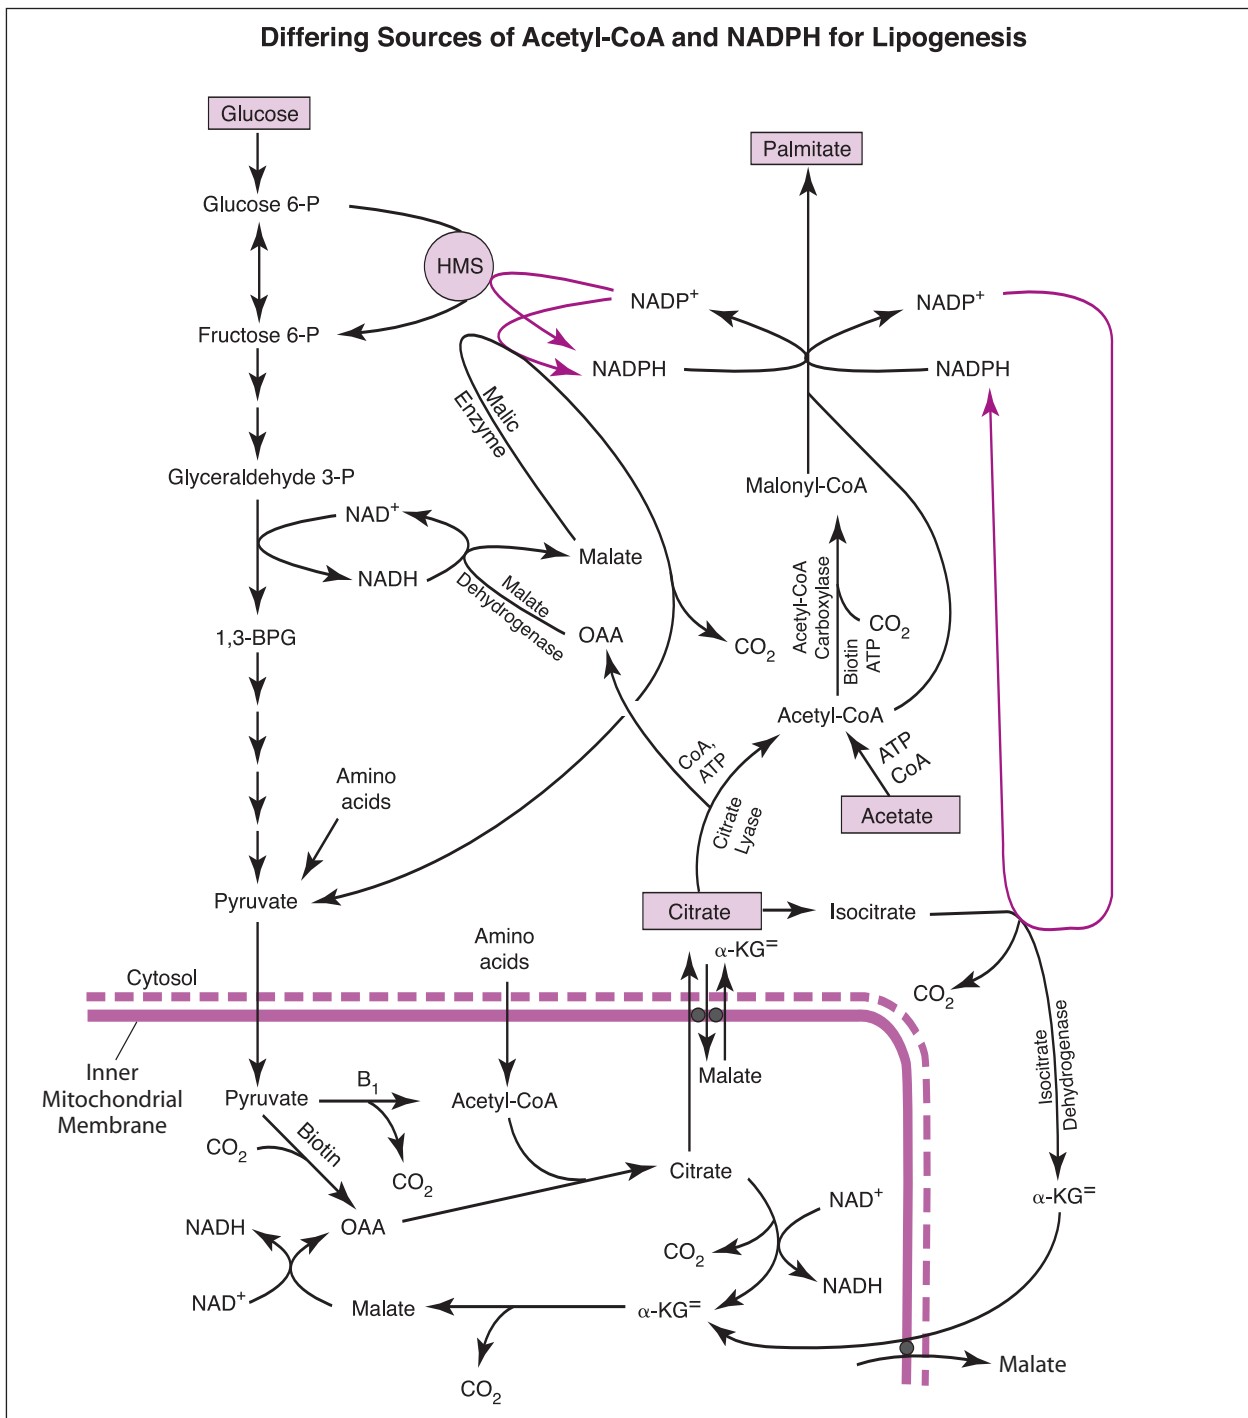 Differing Sources of Acetyl-CoA and NADPH for Lipogenesis
Glucose
Palmitate
Glucose 6-P
HMS
NADP+
NADP+
Fructose 6-P
NADPH
NADPH
Malic
Enzyme
Glyceraldehyde 3-P
Malonyl-CoA
NAD+
Malate
NADH
Malate
Dehydrogenase
Acetyl-CoA
Carboxylase
Biotin
ATP
CO2
1,3-BPG
OAA
CO2
Acetyl-CoA
CoA,
ATP
ATP
CoA
Amino
acids
Citrate
Lyase
Acetate
Pyruvate
Citrate
Isocitrate
Amino
acids
α-KG=
Cytosol
CO2
Isocitrate
Dehydrogenase
Inner
Mitochondrial
Membrane
Pyruvate
B1
Acetyl-CoA
Malate
CO2
Biotin
CO2
Citrate
α-KG=
NADH
OAA
NAD+
CO2
NADH
NAD+
Malate
α-KG=
Malate
CO2